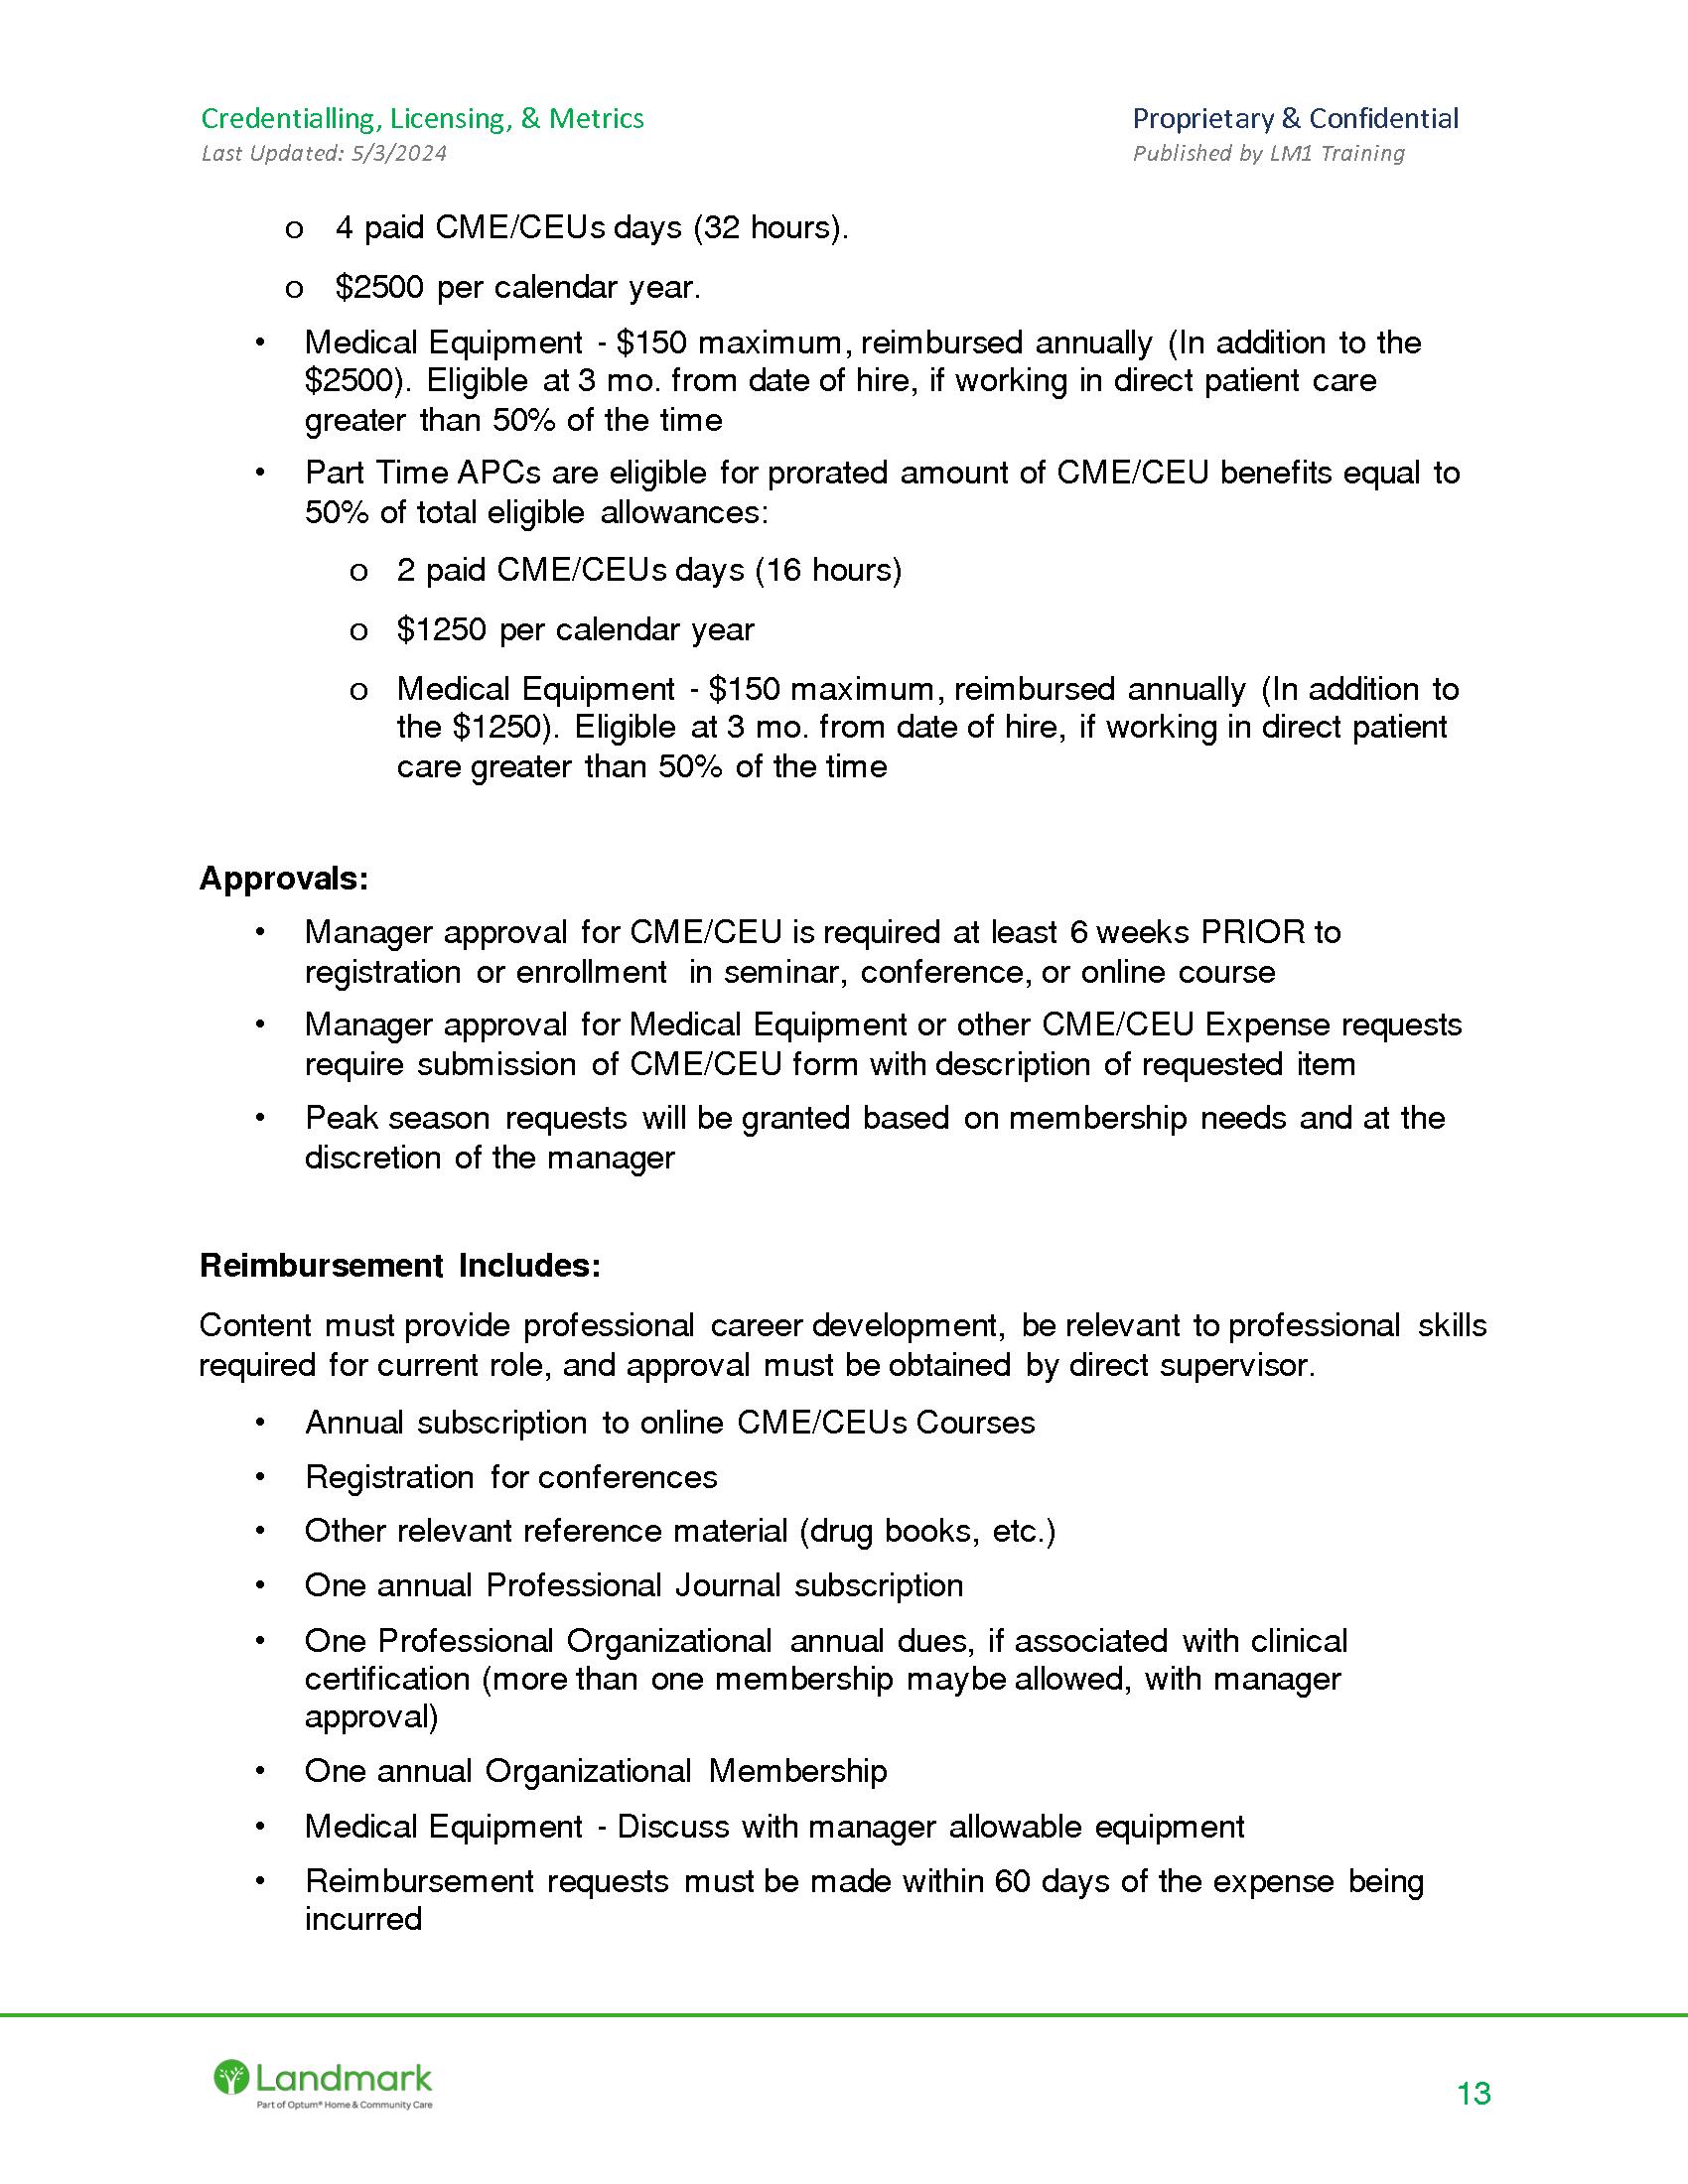 Credentialling, Licensing, & Metrics
Proprietary & Confidential
Last Updated: 5/3/2024
Published by LM1 Training
o 4 paid CME/CEUs days (32 hours).
o $2500 per calendar year.
• Medical Equipment - $150 maximum, reimbursed annually (In addition to the
$2500). Eligible at 3 mo. from date of hire, if working in direct patient care
greater than 50% of the time
• Part Time APCs are eligible for prorated amount of CME/CEU benefits equal to
50% of total eligible allowances:
o 2 paid CME/CEUs days (16 hours)
o $1250 per calendar year
o Medical Equipment - $150 maximum, reimbursed annually (In addition to
the $1250). Eligible at 3 mo. from date of hire, if working in direct patient
care greater than 50% of the time
Approvals:
• Manager approval for CME/CEU is required at least 6 weeks PRIOR to
registration or enrollment in seminar, conference, or online course
• Manager approval for Medical Equipment or other CME/CEU Expense requests
require submission of CME/CEU form with description of requested item
• Peak season requests will be granted based on membership needs and at the
discretion of the manager
Reimbursement Includes:
Content must provide professional career development, be relevant to professional skills
required for current role, and approval must be obtained by direct supervisor.
• Annual subscription to online CME/CEUs Courses
• Registration for conferences
• Other relevant reference material (drug books, etc.)
• One annual Professional Journal subscription
• One Professional Organizational annual dues, if associated with clinical
certification (more than one membership maybe allowed, with manager
approval)
• One annual Organizational Membership
• Medical Equipment - Discuss with manager allowable equipment
• Reimbursement requests must be made within 60 days of the expense being
incurred
Landmark
Part of Optum® Home & Community Care
13